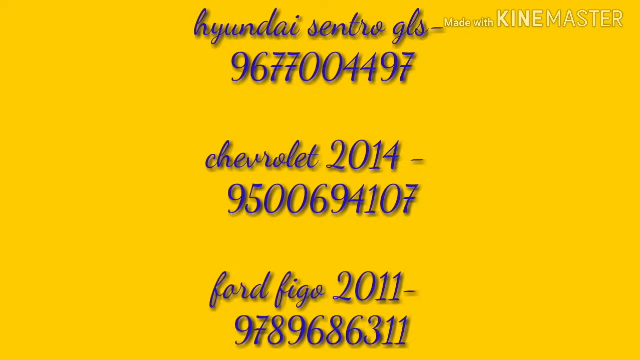 hyundai sentro gls-
Made with KINEMASTER
9677004497
chevrolet 2014 -
9500694107
ford figo 2011-
9789686311